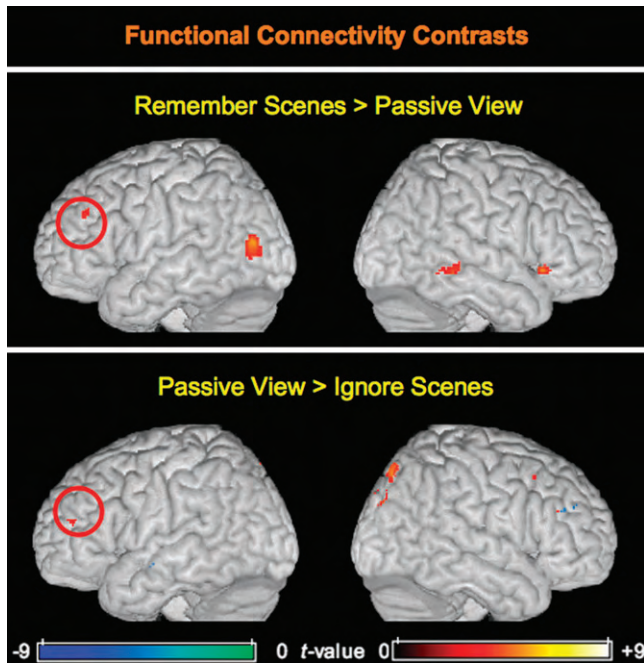 Functional Connectivity Contrasts
Remember Scenes > Passive View
Passive View > Ignore Scenes
-9 0 t-value 0 +9